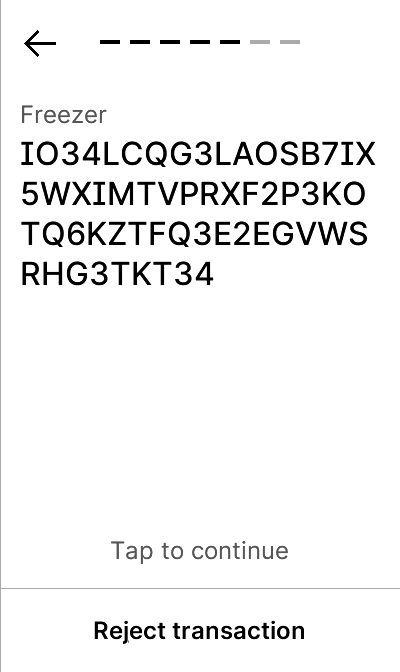 Freezer
IO34LCQG3LAOSB7IX
5WXIMTVPRXF2P3KO
TQ6KZTFQ3E2EGVWS
RHG3TKT34
Tap to continue
Reject transaction